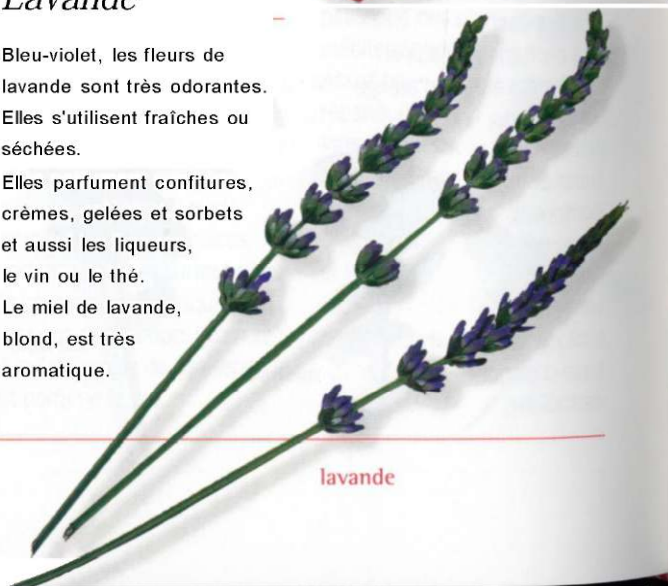 Lavande
Bleu-violet, les fleurs de
lavande sont très odorantes.
Elles s'utilisent fraîches ou
séchées.
Elles parfument confitures,
crèmes, gelées et sorbets
et aussi les liqueurs,
le vin ou le thé.
Le miel de lavande,
blond, est très
aromatique.
lavande